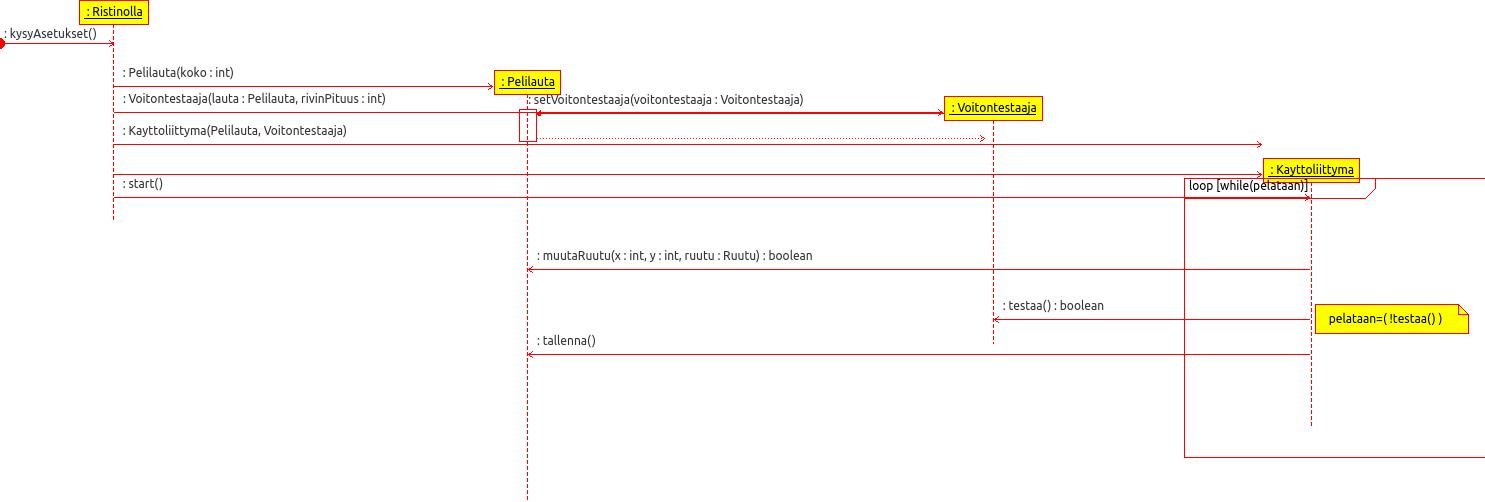 : Ristinolla
: kysyAsetukset()
: Pelilauta(koko : int)
: Pelilauta
: Voitontestaaja(lauta : Pelilauta, rivinPituus : int)
: setVoitontestaaja(voitontestaaja : Voitontestaaja)
: Voitontestaaja
: Kayttoliittyma(Pelilauta, Voitontestaaja)
: Kayttoliittyma
: start()
loop [while(pelataan)]
: muutaRuutu(x : int, y : int, ruutu : Ruutu) : boolean
: testaa() : boolean
pelataan=( !testaa() )
: tallenna()